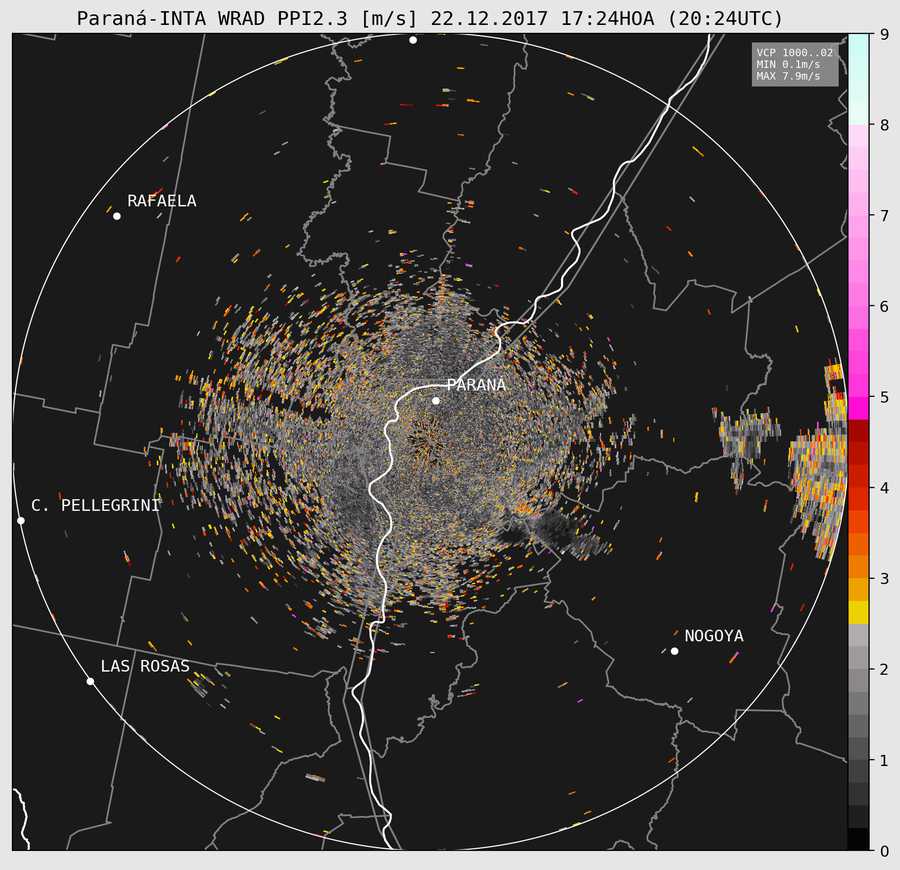 Paraná-INTA WRAD PPI2.3 [m/s] 22.12.2017 17:24HOA (20:24UTC)
VCP 1000..02
MIN 0.1m/s
MAX 7.9m/s
9
8
7
6
5
4
3
2
1
0
RAFAELA
PARANÁ
C. PELLEGRINI
NOGOYA
LAS ROSAS